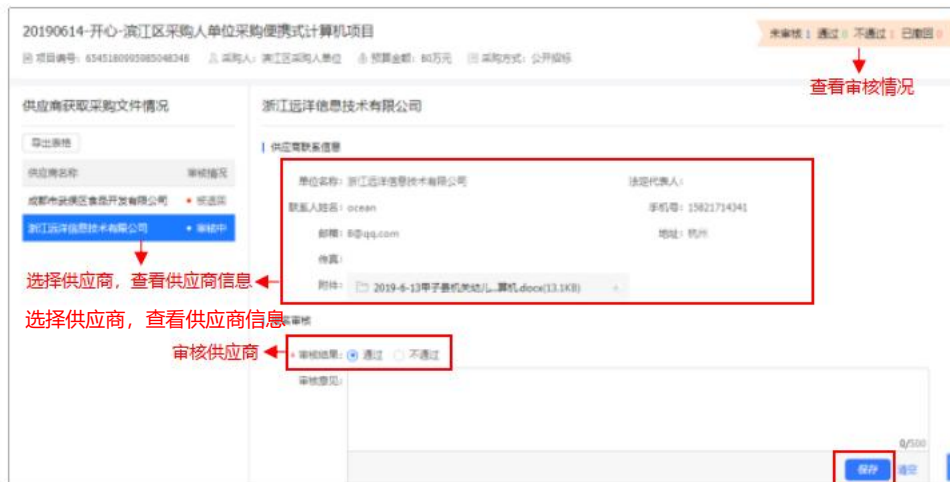 20190614-开心-滨江区采购人单位采购便携式计算机项目
未审核 1 通过 0 不通过 1 已撤回 0
项目编号: 6545180905985048348 采购人: 滨江区采购人单位 预算金额: 80万元 采购方式: 公开招标
查看审核情况
供应商获取采购文件情况
浙江远洋信息技术有限公司
导出表格
供应商联系信息
供应商名称 审核情况
单位名称: 浙江远洋信息技术有限公司 法定代表人:
成都市武侯区食品开发有限公司 被退回
联系人姓名: ocean 手机号: 15821714341
浙江远洋信息技术有限公司 审核中
邮箱: 8@qq.com 地址: 杭州
传真:
选择供应商，查看供应商信息
附件: 2019-6-13甲子县机关幼儿...算机.docx(13.1KB)
选择供应商，查看供应商信息
审核
审核供应商
* 审核结果: 通过 不通过
审核意见:
0/500
保存 清空